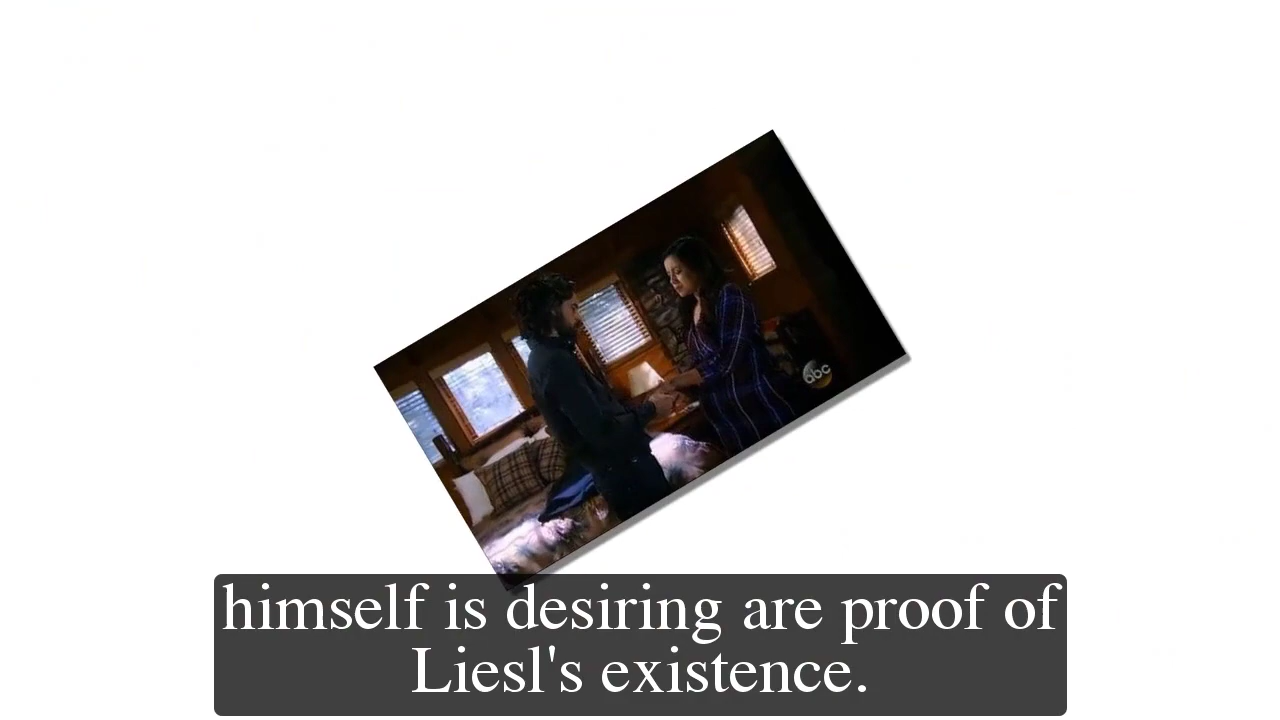 abc
himself is desiring are proof of
Liesl's existence.